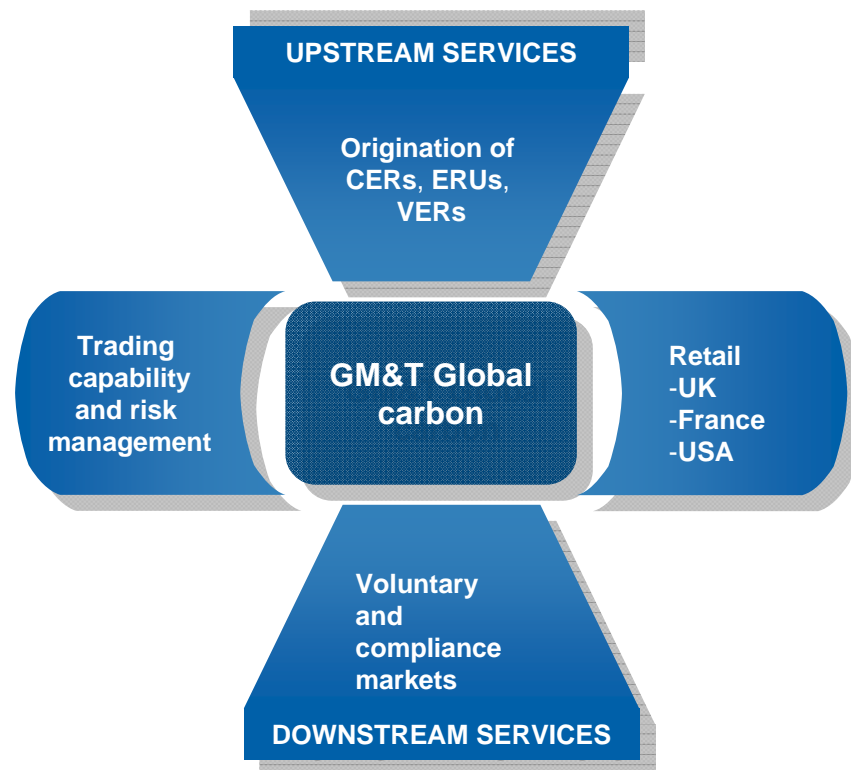 UPSTREAM SERVICES
Origination of
CERs, ERUs,
VERs
Trading
capability
and risk
management
GM&T Global
carbon
Retail
-UK
-France
-USA
Voluntary
and
compliance
markets
DOWNSTREAM SERVICES